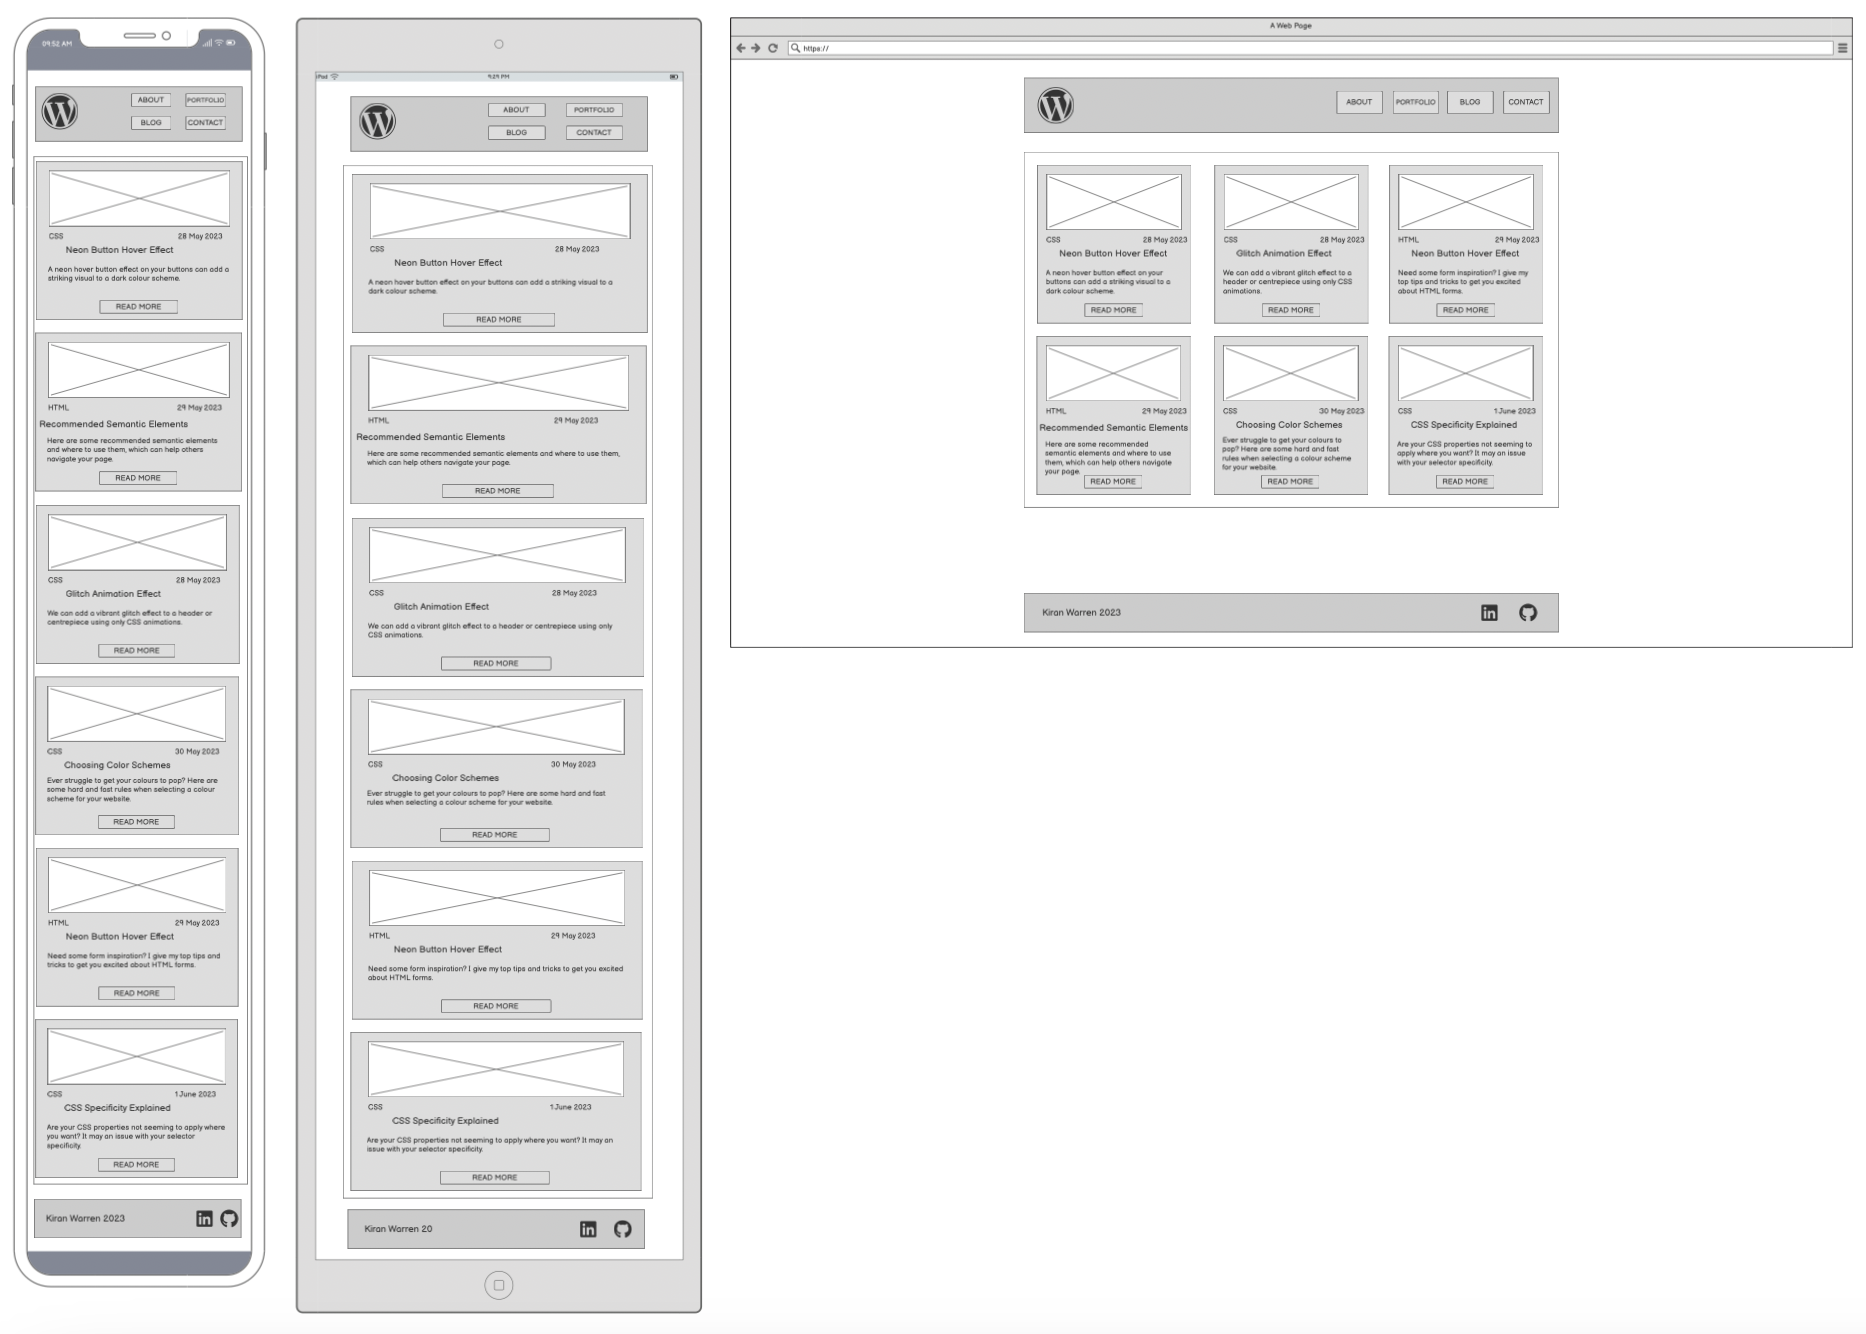 09:52 AM
ABOUT
PORTFOLIO
BLOG
CONTACT
CSS
28 May 2023
Neon Button Hover Effect
A neon hover button effect on your buttons can add a
striking visual to a dark colour scheme.
READ MORE
HTML
29 May 2023
Recommended Semantic Elements
Here are some recommended semantic elements
and where to use them, which can help others
navigate your page.
READ MORE
CSS
28 May 2023
Glitch Animation Effect
We can add a vibrant glitch effect to a header or
centrepiece using only CSS animations.
READ MORE
CSS
30 May 2023
Choosing Color Schemes
Ever struggle to get your colours to pop? Here are
some hard and fast rules when selecting a colour
scheme for your website.
READ MORE
HTML
29 May 2023
Neon Button Hover Effect
Need some form inspiration? I give my top tips and
tricks to get you excited about HTML forms.
READ MORE
CSS
1 June 2023
CSS Specificity Explained
Are your CSS properties not seeming to apply where
you want? It may an issue with your selector
specificity.
READ MORE
Kiran Warren 2023
iPad
9:29 PM
ABOUT
PORTFOLIO
BLOG
CONTACT
CSS
28 May 2023
Neon Button Hover Effect
A neon hover button effect on your buttons can add a striking visual to a
dark colour scheme.
READ MORE
HTML
29 May 2023
Recommended Semantic Elements
Here are some recommended semantic elements and where to use them,
which can help others navigate your page.
READ MORE
CSS
28 May 2023
Glitch Animation Effect
We can add a vibrant glitch effect to a header or centrepiece using only
CSS animations.
READ MORE
CSS
30 May 2023
Choosing Color Schemes
Ever struggle to get your colours to pop? Here are some hard and fast
rules when selecting a colour scheme for your website.
READ MORE
HTML
29 May 2023
Neon Button Hover Effect
Need some form inspiration? I give my top tips and tricks to get you excited
about HTML forms.
READ MORE
CSS
1 June 2023
CSS Specificity Explained
Are your CSS properties not seeming to apply where you want? It may an
issue with your selector specificity.
READ MORE
Kiran Warren 20
A Web Page
https://
ABOUT
PORTFOLIO
BLOG
CONTACT
CSS
28 May 2023
Neon Button Hover Effect
A neon hover button effect on your
buttons can add a striking visual to a
dark colour scheme.
READ MORE
CSS
28 May 2023
Glitch Animation Effect
We can add a vibrant glitch effect to a
header or centrepiece using only CSS
animations.
READ MORE
HTML
29 May 2023
Neon Button Hover Effect
Need some form inspiration? I give my
top tips and tricks to get you excited
about HTML forms.
READ MORE
HTML
29 May 2023
Recommended Semantic Elements
Here are some recommended
semantic elements and where to use
them, which can help others navigate
your page.
READ MORE
CSS
30 May 2023
Choosing Color Schemes
Ever struggle to get your colours to
pop? Here are some hard and fast
rules when selecting a colour scheme
for your website.
READ MORE
CSS
1 June 2023
CSS Specificity Explained
Are your CSS properties not seeming to
apply where you want? It may an issue
with your selector specificity.
READ MORE
Kiran Warren 2023